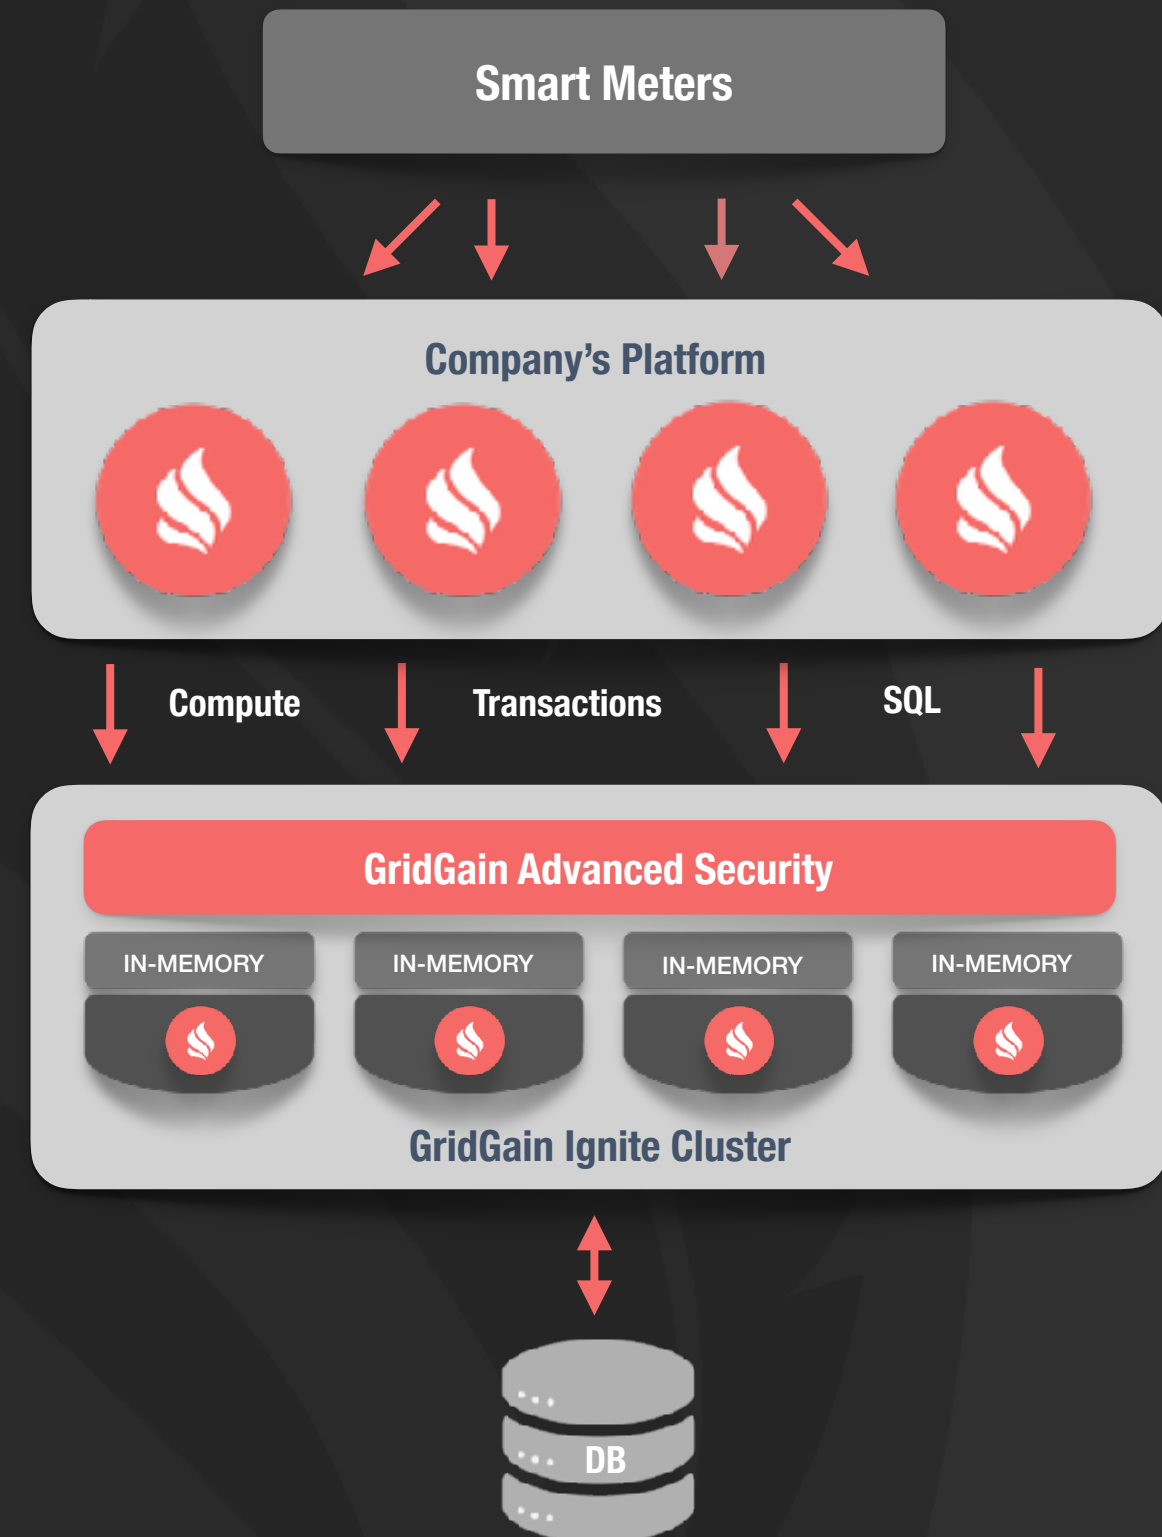 Smart Meters
Company’s Platform
Compute
Transactions
SQL
GridGain Advanced Security
IN-MEMORY
IN-MEMORY
IN-MEMORY
IN-MEMORY
GridGain Ignite Cluster
DB